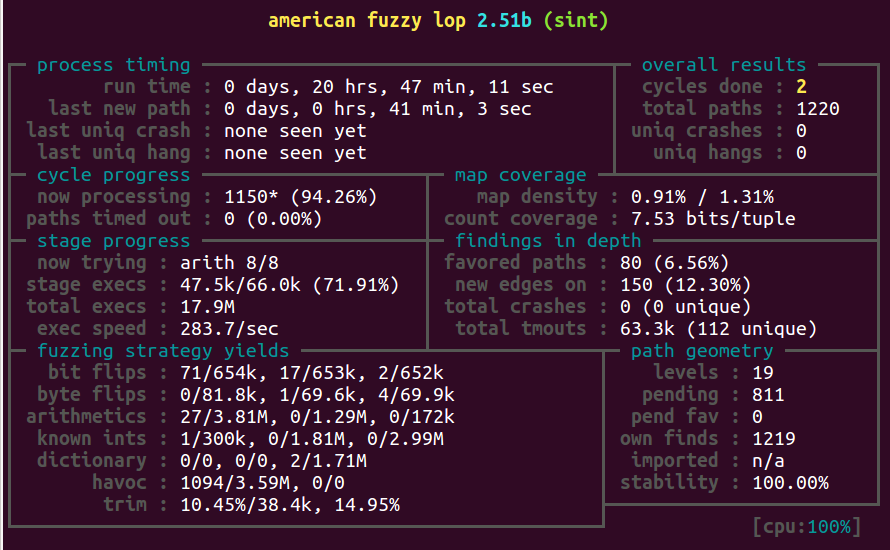 american fuzzy lop 2.51b (sint)
process timing overall results
run time : 0 days, 20 hrs, 47 min, 11 sec cycles done : 2
last new path : 0 days, 0 hrs, 41 min, 3 sec total paths : 1220
last uniq crash : none seen yet uniq crashes : 0
last uniq hang : none seen yet uniq hangs : 0
cycle progress map coverage
now processing : 1150* (94.26%) map density : 0.91% / 1.31%
paths timed out : 0 (0.00%) count coverage : 7.53 bits/tuple
stage progress findings in depth
now trying : arith 8/8 favored paths : 80 (6.56%)
stage execs : 47.5k/66.0k (71.91%) new edges on : 150 (12.30%)
total execs : 17.9M total crashes : 0 (0 unique)
exec speed : 283.7/sec total tmouts : 63.3k (112 unique)
fuzzing strategy yields path geometry
bit flips : 71/654k, 17/653k, 2/652k levels : 19
byte flips : 0/81.8k, 1/69.6k, 4/69.9k pending : 811
arithmetics : 27/3.81M, 0/1.29M, 0/172k pend fav : 0
known ints : 1/300k, 0/1.81M, 0/2.99M own finds : 1219
dictionary : 0/0, 0/0, 2/1.71M imported : n/a
havoc : 1094/3.59M, 0/0 stability : 100.00%
trim : 10.45%/38.4k, 14.95%
[cpu:100%]